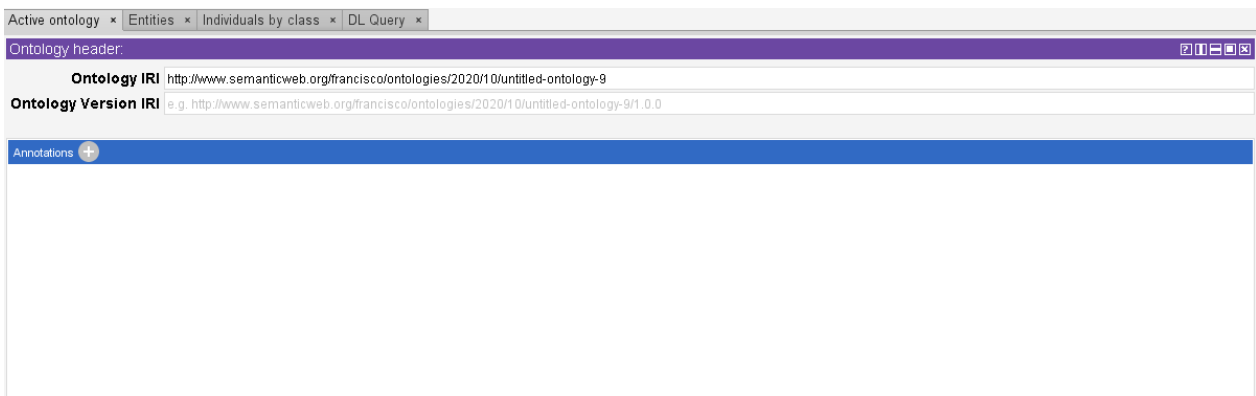 Active ontology × Entities × Individuals by class × DL Query ×
Ontology header:
Ontology IRI http://www.semanticweb.org/francisco/ontologies/2020/10/untitled-ontology-9
Ontology Version IRI e.g. http://www.semanticweb.org/francisco/ontologies/2020/10/untitled-ontology-9/1.0.0
Annotations